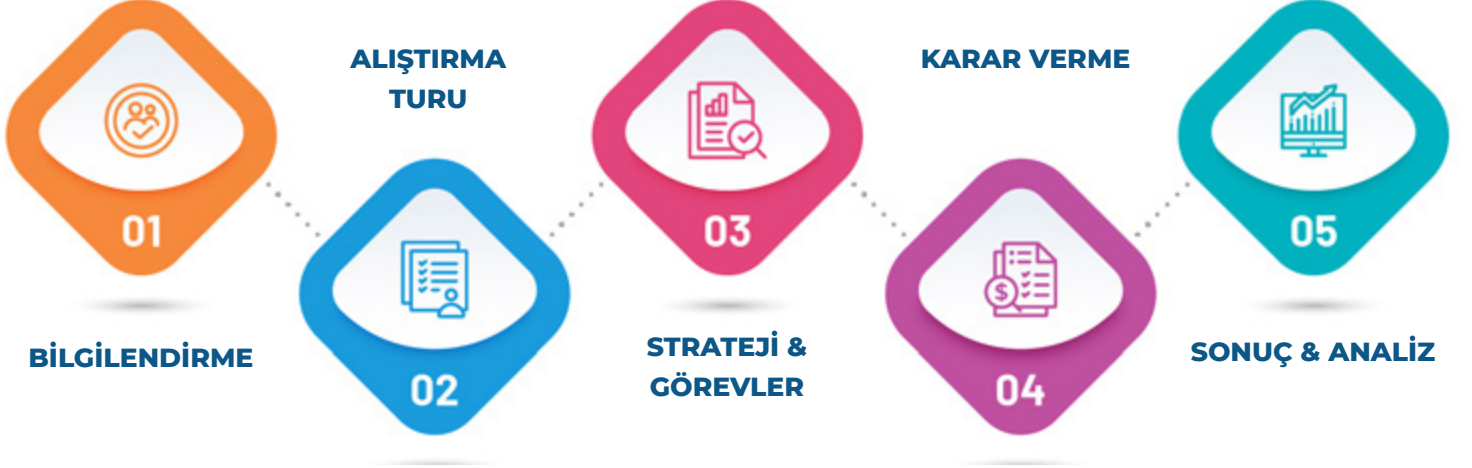 01
BİLGİLENDİRME
ALIŞTIRMA
TURU
02
03
STRATEJİ &
GÖREVLER
KARAR VERME
$
04
05
SONUÇ & ANALİZ